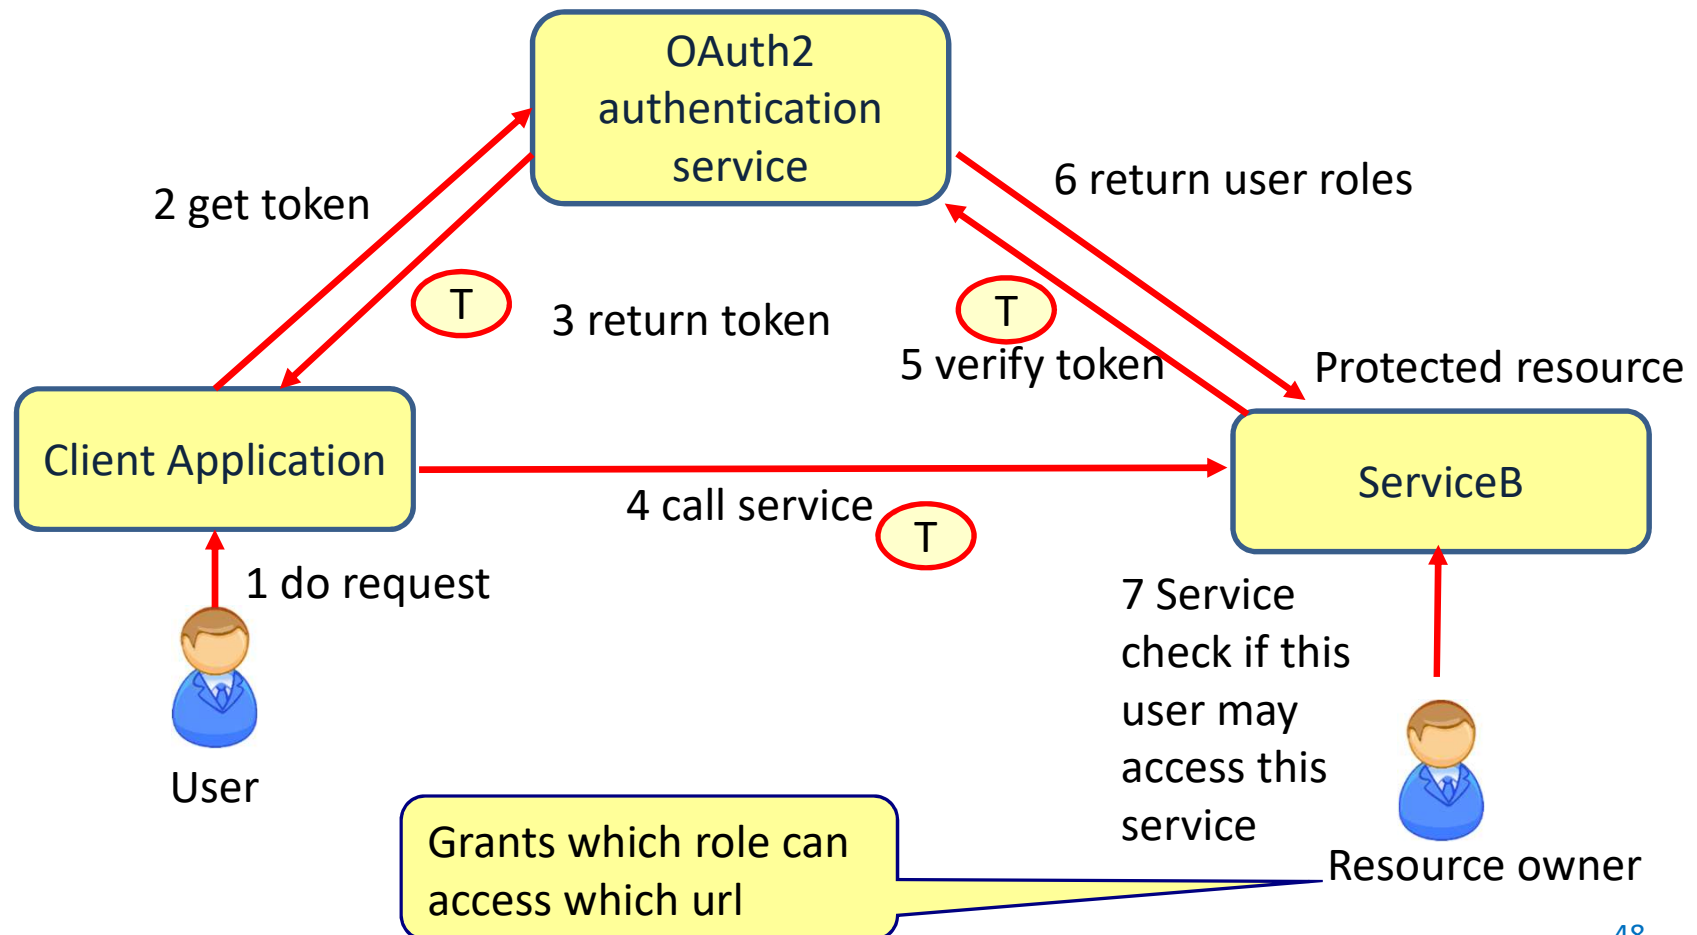 OAuth2
authentication
service
2 get token
6 return user roles
T
3 return token
T
5 verify token
Protected resource
Client Application
ServiceB
4 call service
T
1 do request
7 Service
check if this
user may
access this
service
User
Grants which role can
access which url
Resource owner
48